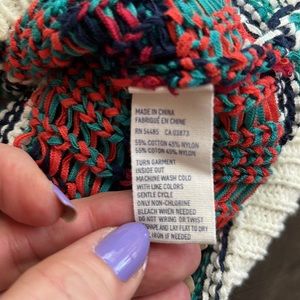 MADE IN CHINA
FABRIQUÉ EN CHINE
RN 54485 CA 03873
55% COTTON 45% NYLON
55% COTON 45% NYLON
TURN GARMENT
INSIDE OUT
MACHINE WASH COLD
WITH LIKE COLORS
GENTLE CYCLE
ONLY NON-CHLORINE
BLEACH WHEN NEEDED
DO NOT WRING OR TWIST
AND LAY FLAT TO DRY
IRON IF NEEDED